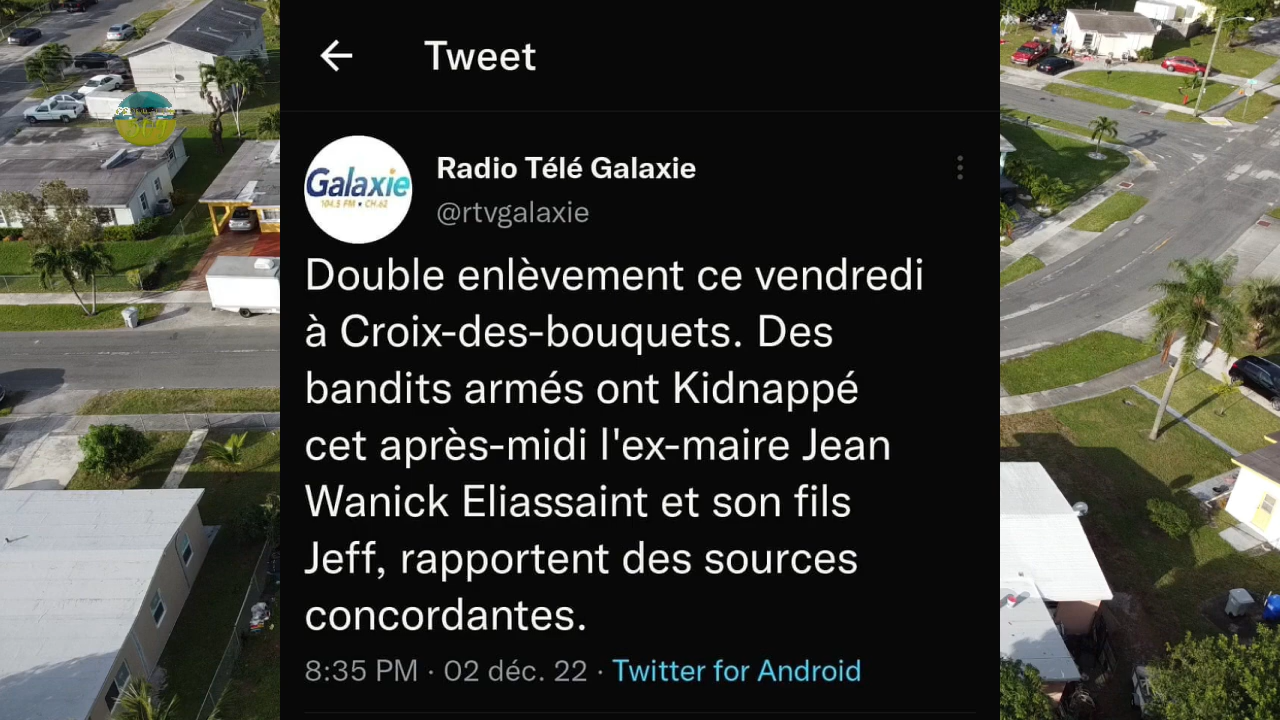 Tweet
Galaxie
104.5 FM • CH.62
Radio Télé Galaxie
@rtvgalaxie
Double enlèvement ce vendredi
à Croix-des-bouquets. Des
bandits armés ont Kidnappé
cet après-midi l'ex-maire Jean
Wanick Eliassaint et son fils
Jeff, rapportent des sources
concordantes.
8:35 PM · 02 déc. 22 · Twitter for Android